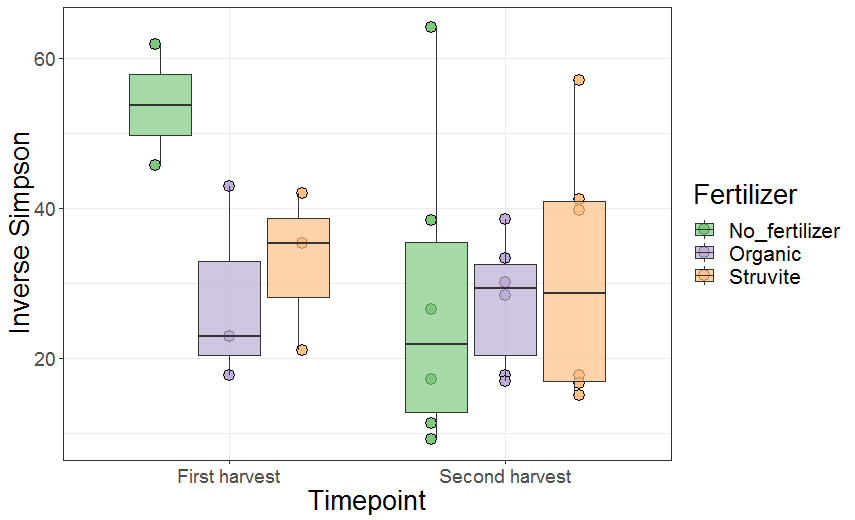 Inverse Simpson
60
40
20
First harvest
Second harvest
Timepoint
Fertilizer
No_fertilizer
Organic
Struvite